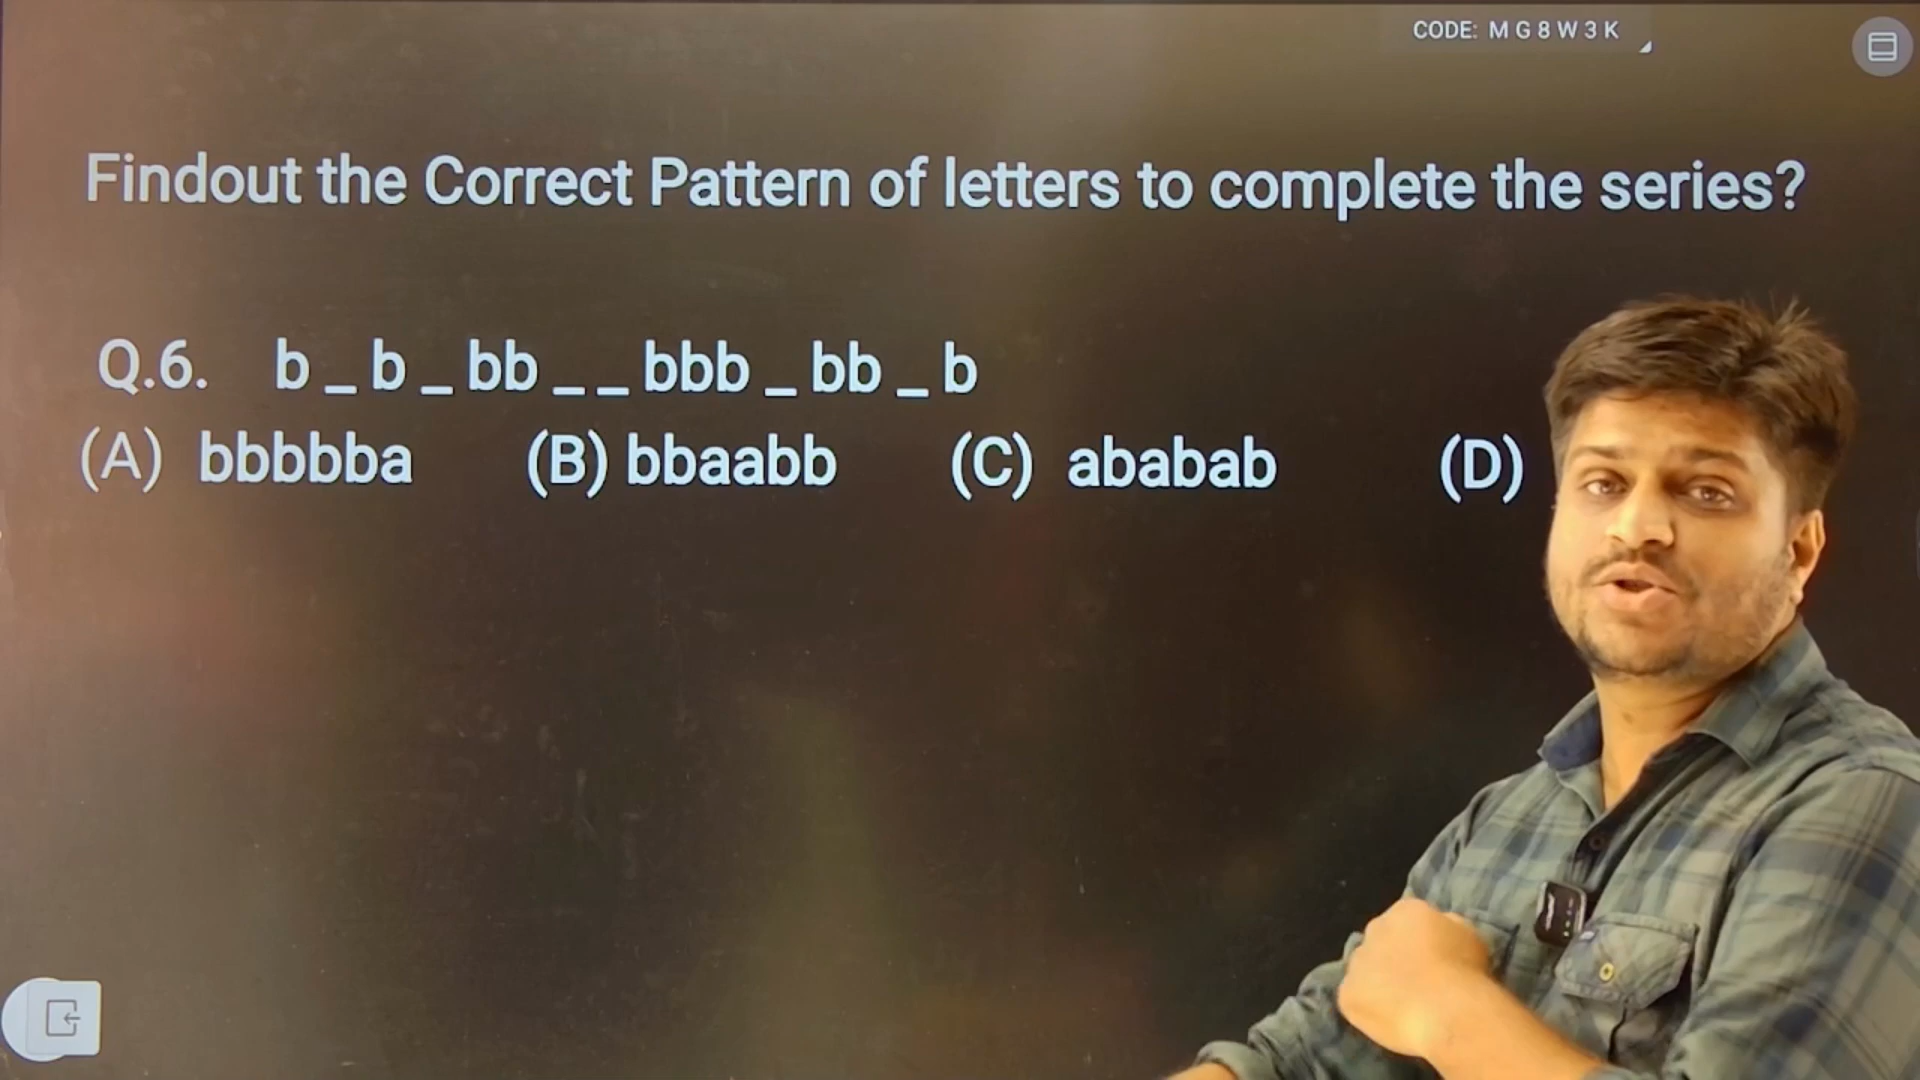 CODE: M G 8 W 3 K
Findout the Correct Pattern of letters to complete the series?
Q.6. b _ b _ bb _ _ bbb _ bb _ b
(A) bbbbba (B) bbaabb (C) ababab (D)